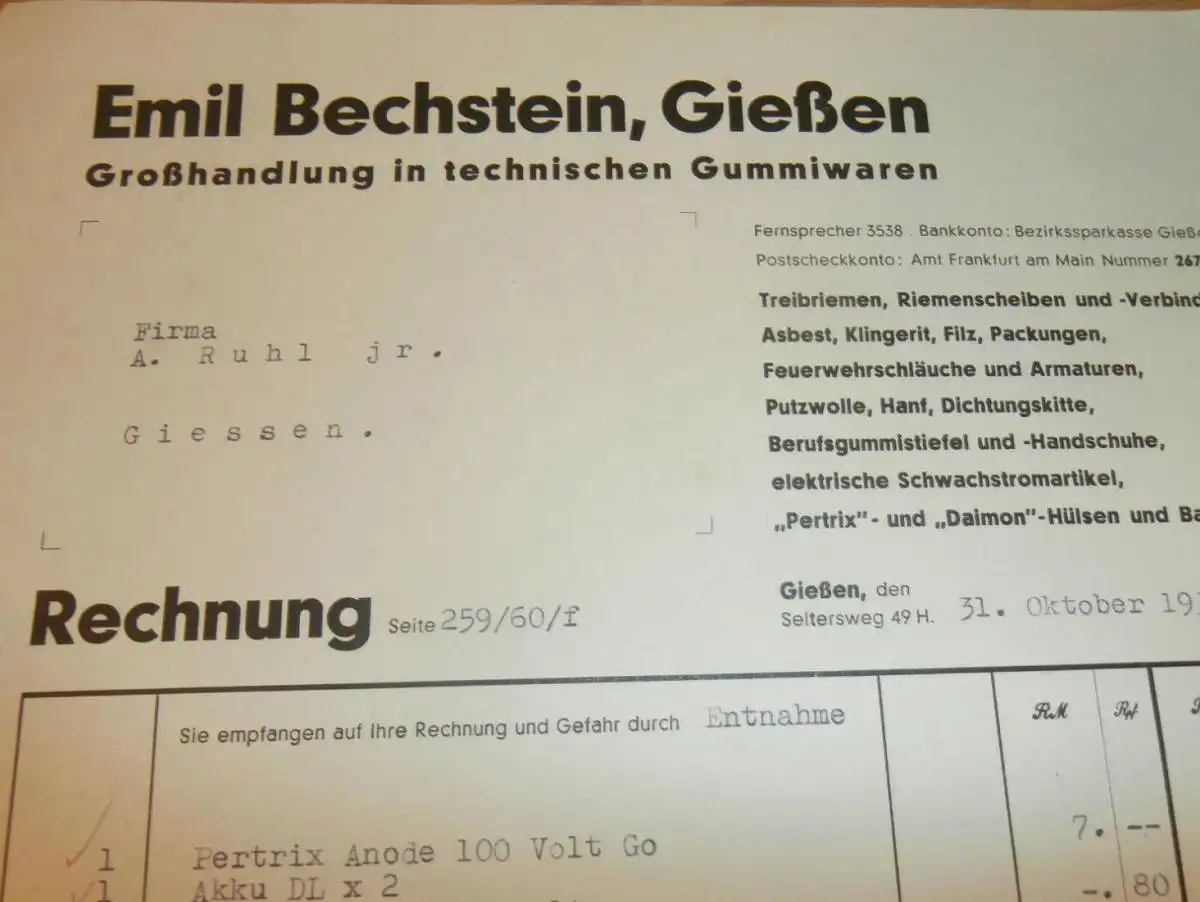 Emil Bechstein, Gießen
Großhandlung in technischen Gummiwaren
Fernsprecher 3538 . Bankkonto: Bezirkssparkasse
Postscheckkonto: Amt Frankfurt am Main Nummer 267
Treibriemen, Riemenscheiben und
Asbest, Klingerit, Filz, Packungen,
Feuerwehrschläuche und Armaturen,
Putzwolle, Hanf, Dichtungskitte,
Berufsgummistiefel und -Handschuhe,
elektrische Schwachstromartikel,
„Pertrix"- und „Daimon"-Hülsen und
Firma
A. Ruhl jr.
Giessen.
Rechnung Seite 259/60/f
Gießen, den
Seltersweg 49 H. 31. Oktober
Sie empfangen auf Ihre Rechnung und Gefahr durch Entnahme
RM Rpf
1 Pertrix Anode 100 Volt Go 7. --
1 Akku DL x 2 -. 80